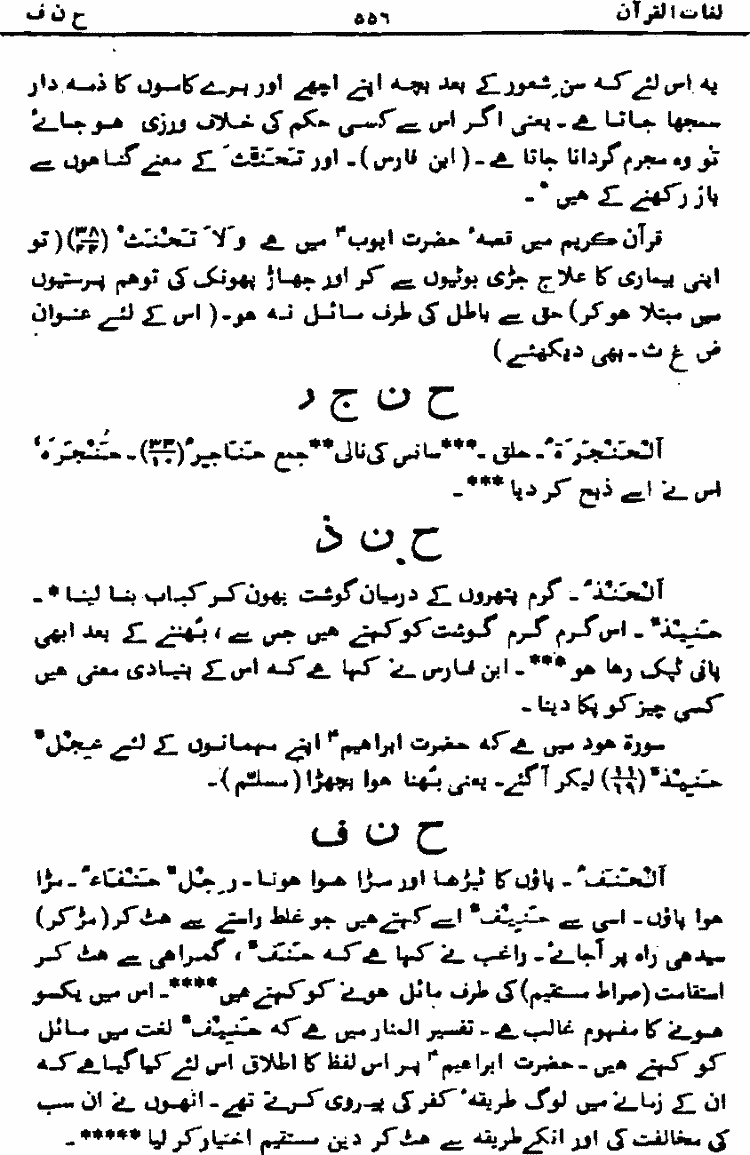 لغات القرآن ۵۵۶ ح ن ف
یہ اس لئے کہ سن شعور کے بعد بچہ اپنے اچھے اور برے کاموں کا ذمہ دار
سمجھا جاتا ہے ۔ یعنی اگر اس سے کسی حکم کی خلاف ورزی ہو جائے
تو وہ مجرم گردانا جاتا ہے ۔ (ابن فارس) ۔ اور تَحَنَّثَ کے معنے گناہوں سے
باز رکھنے کے ہیں * ۔
قرآن کریم میں قصہٴ حضرت ایوبؑ میں ہے وَلَا تَحْنَثْ (۳۸/۴۴) (تو
اپنی بیماری کا علاج جڑی بوٹیوں سے کر اور جھاڑ پھونک کی توہم پرستیوں
میں مبتلا ہو کر) حق سے باطل کی طرف مائل نہ ہو ۔ (اس کے لئے عنوان
ض غ ث ۔ بھی دیکھئے)
ح ن ج ر
اَلْحَنْجَرَةُ ۔ حلق ۔ *** سانس کی نالی ** جمع حَنَاجِرُ (۳۳/۱۰) ۔ حَنْجَرَہٗ
اس نے اسے ذبح کر دیا *** ۔
ح ن ذ
اَلْحَنْذُ ۔ گرم پتھروں کے درمیان گوشت بھون کر کباب بنا لینا * ۔
حَنِیْذٌ ۔ اس گرم گرم گوشت کو کہتے ہیں جس سے ، بُھننے کے بعد ابھی
پانی ٹپک رہا ہو *** ۔ ابن فارس نے کہا ہے کہ اس کے بنیادی معنی ہیں
کسی چیز کو پکا دینا ۔
سورة ھود میں ہے کہ حضرت ابراہیمؑ اپنے مہمانوں کے لئے عِجْلٌ
حَنِیْذٌ (۱۱/۶۹) لیکر آ گئے ۔ یعنی بُھنا ہوا بچھڑا (مسلّم) ۔
ح ن ف
اَلْحَنَفُ ۔ پاؤں کا ٹیڑھا اور مڑا ہوا ہونا ۔ رِجْلٌ حَنْفَاءُ ۔ مڑا
ہوا پاؤں ۔ اسی سے حَنِیْفٌ اسے کہتے ہیں جو غلط راستے سے ہٹ کر (مڑ کر)
سیدھی راہ پر آ جائے ۔ راغب نے کہا ہے کہ حَنَفٌ ، گمراہی سے ہٹ کر
استقامت (صراط مستقیم) کی طرف مائل ہونے کو کہتے ہیں **** ۔ اس میں یکسو
ہونے کا مفہوم غالب ہے ۔ تفسیر المنار میں ہے کہ حَنِیْفٌ لغت میں مائل
کو کہتے ہیں ۔ حضرت ابراہیمؑ پر اس لفظ کا اطلاق اس لئے کیا گیا ہے کہ
ان کے زمانے میں لوگ طریقہٴ کفر کی پیروی کرتے تھے ۔ انھوں نے ان سب
کی مخالفت کی اور انکے طریقہ سے ہٹ کر دین مستقیم اختیار کر لیا ***** ۔